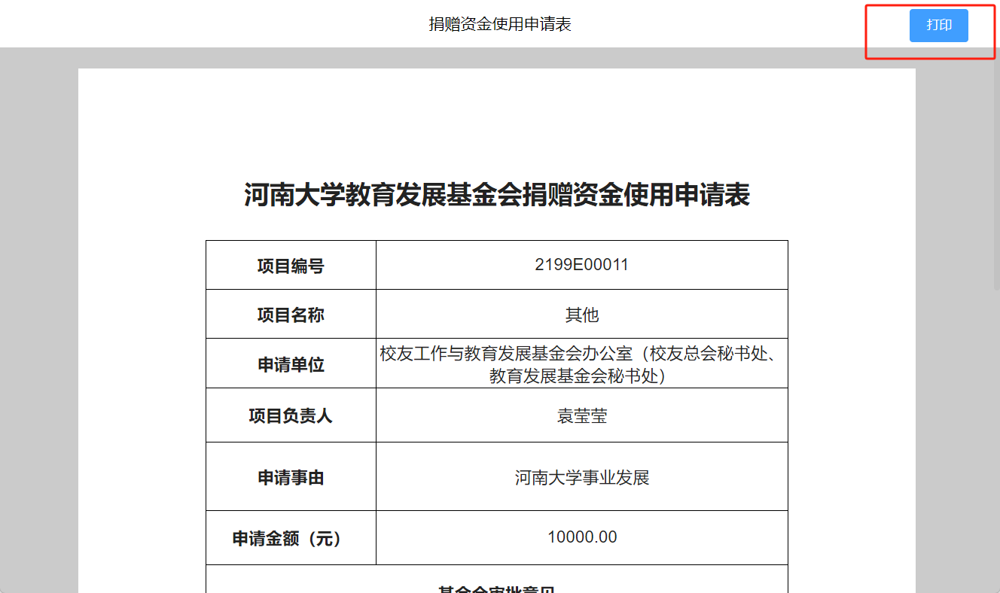 捐赠资金使用申请表
打印
河南大学教育发展基金会捐赠资金使用申请表
项目编号
2199E00011
项目名称
其他
申请单位
校友工作与教育发展基金会办公室（校友总会秘书处、
教育发展基金会秘书处）
项目负责人
袁莹莹
申请事由
河南大学事业发展
申请金额（元）
10000.00
基金会审批意见